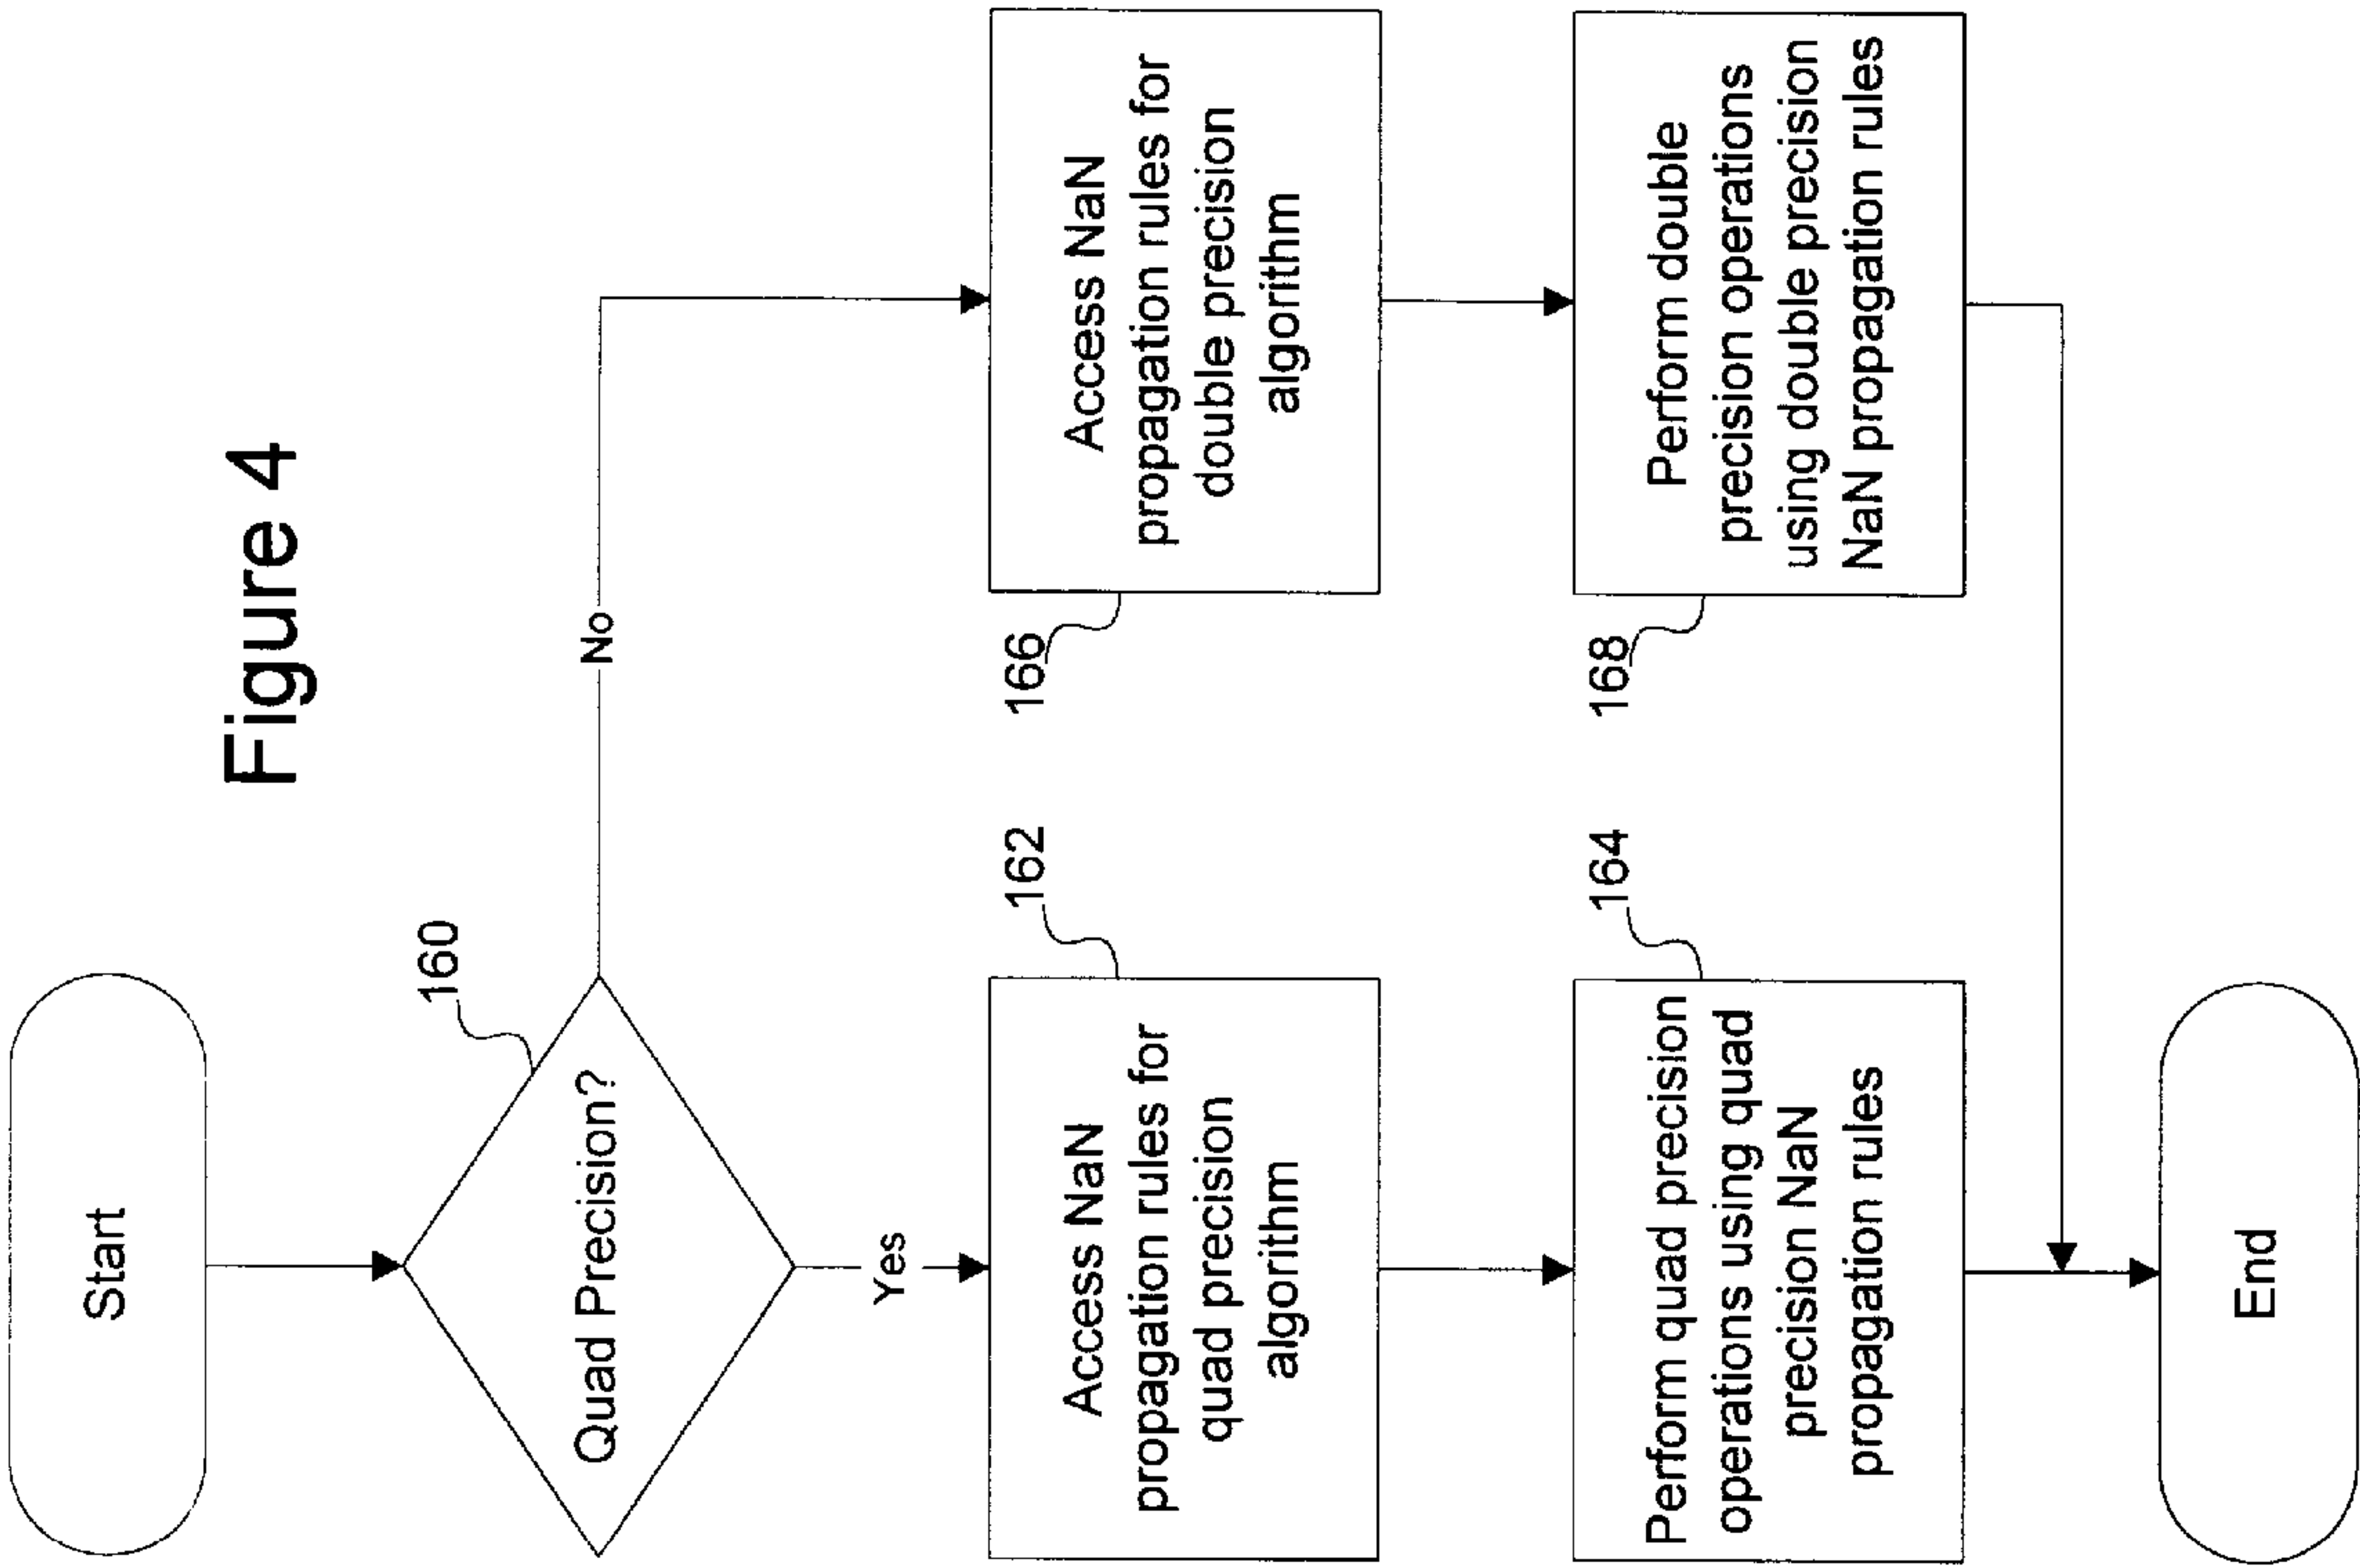 Figure 4
Start
160
Quad Precision?
No
Yes
162
Access NaN
propagation rules for
quad precision
algorithm
166
Access NaN
propagation rules for
double precision
algorithm
164
Perform quad precision
operations using quad
precision NaN
propagation rules
168
Perform double
precision operations
using double precision
NaN propagation rules
End